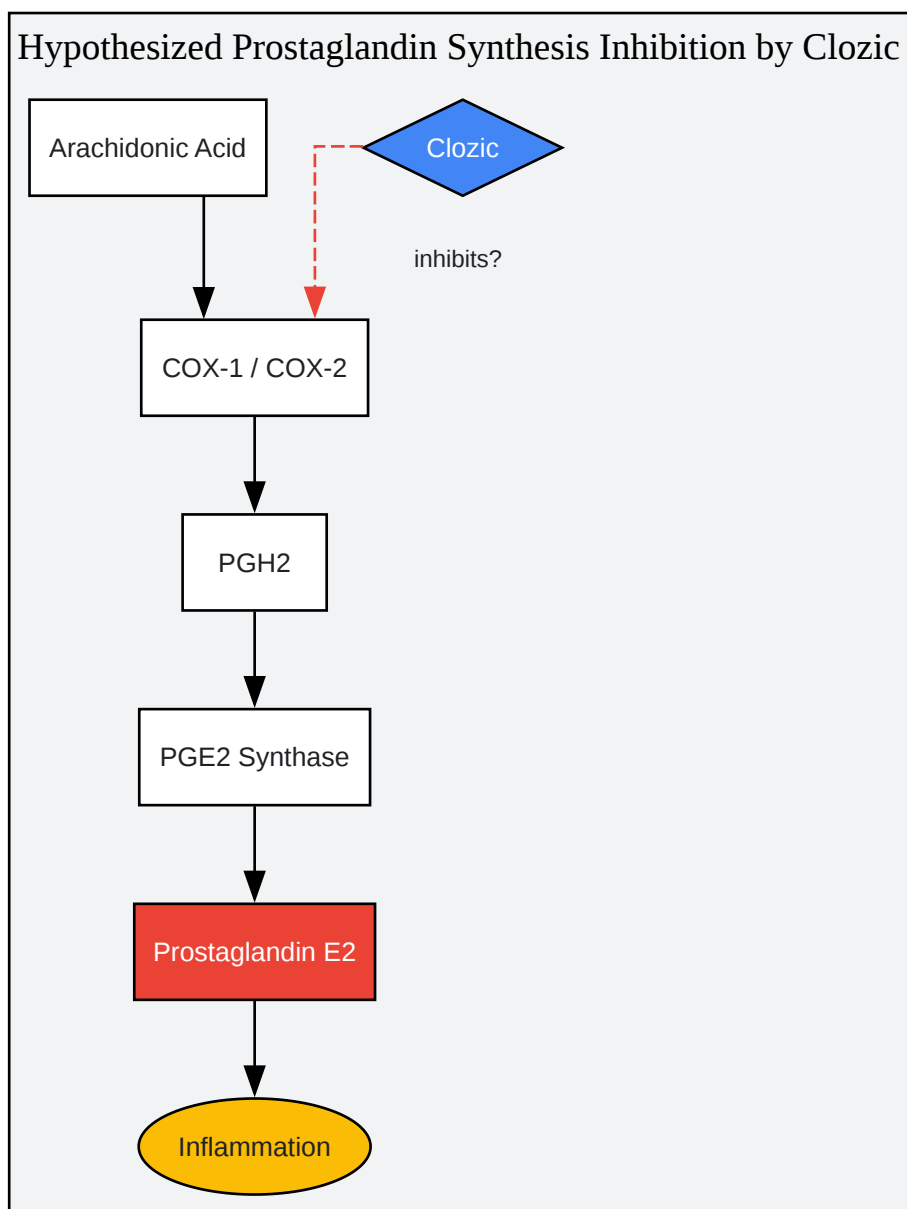 Hypothesized Prostaglandin Synthesis Inhibition by Clozic
Arachidonic Acid
Clozic
inhibits?
COX-1 / COX-2
PGH2
PGE2 Synthase
Prostaglandin E2
Inflammation